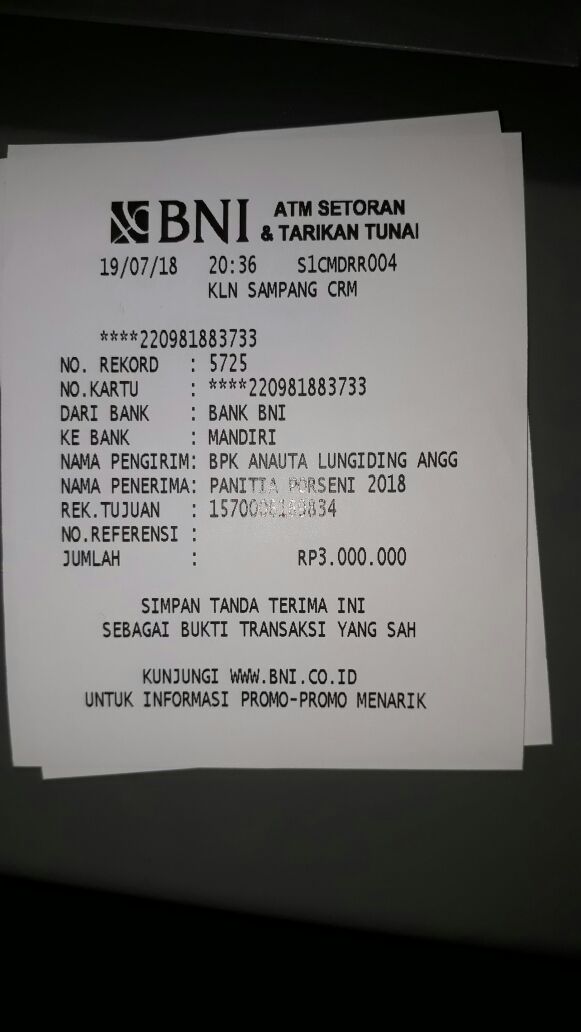 BNI ATM SETORAN
& TARIKAN TUNAI
19/07/18 20:36 S1CMDRR004
KLN SAMPANG CRM
****220981883733
NO. REKORD : 5725
NO.KARTU : ****220981883733
DARI BANK : BANK BNI
KE BANK : MANDIRI
NAMA PENGIRIM: BPK ANAUTA LUNGIDING ANGG
NAMA PENERIMA: PANITIA PORSENI 2018
REK.TUJUAN :
NO.REFERENSI :
JUMLAH : RP3.000.000
SIMPAN TANDA TERIMA INI
SEBAGAI BUKTI TRANSAKSI YANG SAH
KUNJUNGI WWW.BNI.CO.ID
UNTUK INFORMASI PROMO-PROMO MENARIK